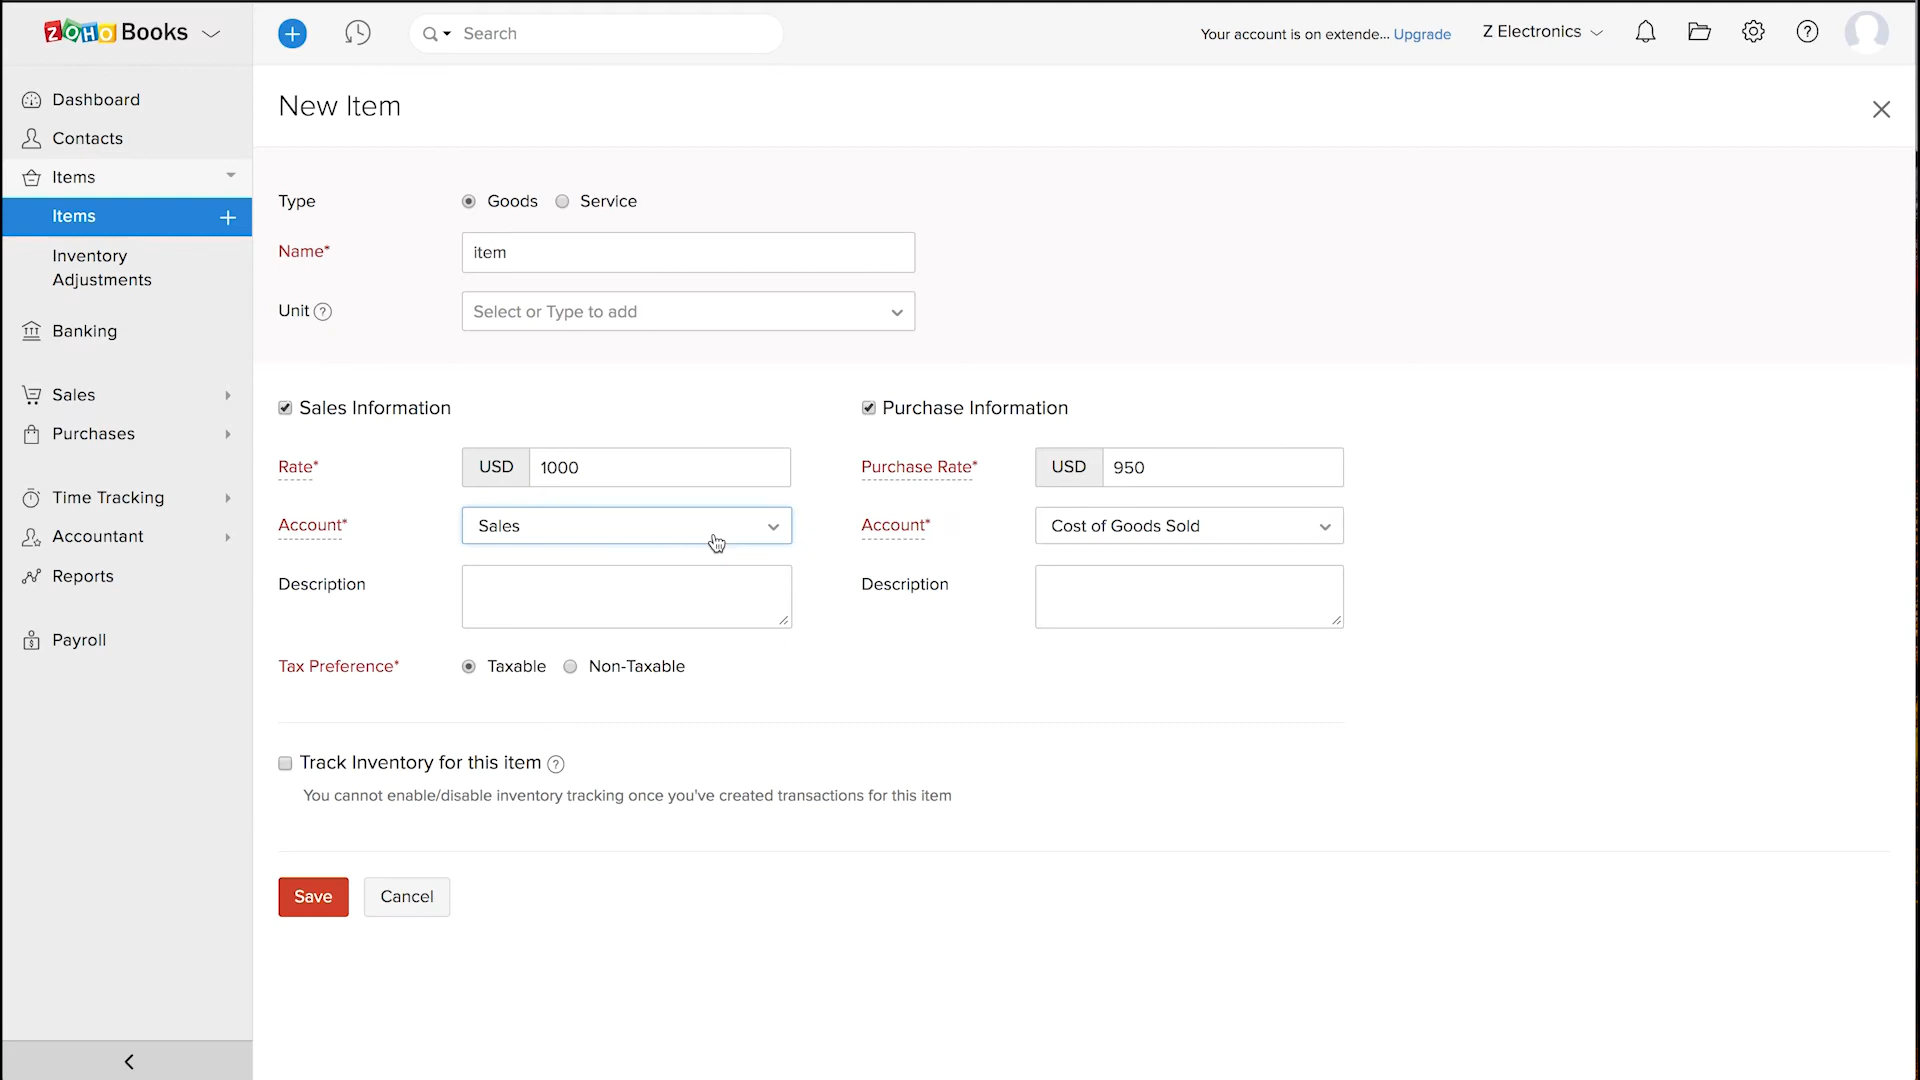 ZOHO Books
Search
Your account is on extende... Upgrade
Z Electronics
Dashboard
Contacts
Items
Items
Inventory
Adjustments
Banking
Sales
Purchases
Time Tracking
Accountant
Reports
Payroll
New Item
Type
Goods
Service
Name*
item
Unit ?
Select or Type to add
Sales Information
Purchase Information
Rate*
USD
1000
Purchase Rate*
USD
950
Account*
Sales
Account*
Cost of Goods Sold
Description
Description
Tax Preference*
Taxable
Non-Taxable
Track Inventory for this item ?
You cannot enable/disable inventory tracking once you've created transactions for this item
Save
Cancel